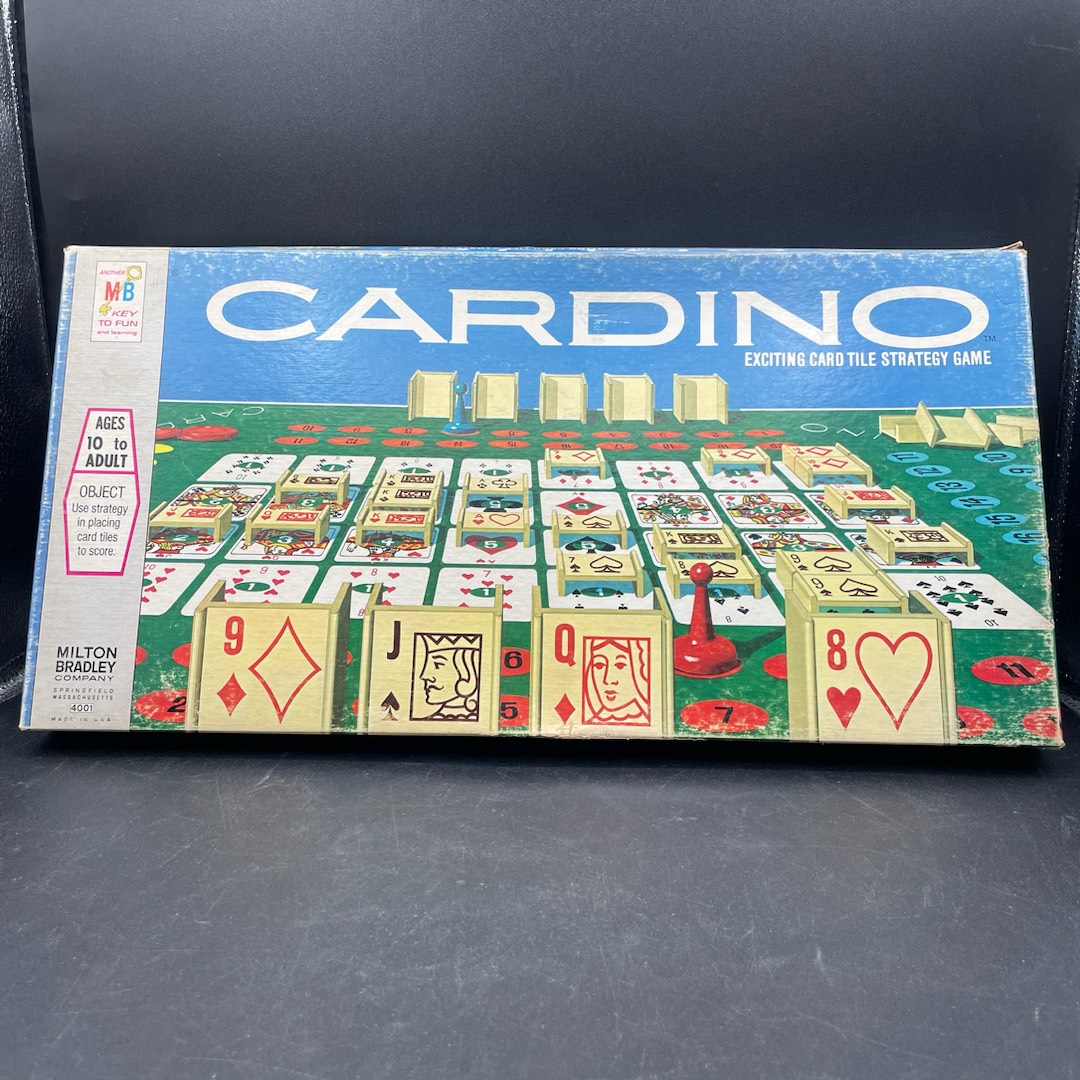 ANOTHER
MB
KEY
TO FUN
and learning
CARDINO
TM
EXCITING CARD TILE STRATEGY GAME
AGES
10 to
ADULT
OBJECT
Use strategy
in placing
card tiles
to score.
MILTON
BRADLEY
COMPANY
SPRINGFIELD
MASSACHUSETTS
4001
MADE IN U.S.A.
9
J
Q
8
2
6
5
7
11